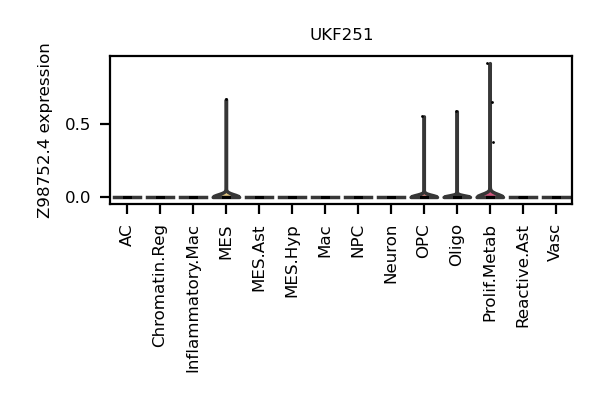 UKF251
Z98752.4 expression
0.5
0.0
AC
Chromatin.Reg
Inflammatory.Mac
MES
MES.Ast
MES.Hyp
Mac
NPC
Neuron
OPC
Oligo
Prolif.Metab
Reactive.Ast
Vasc